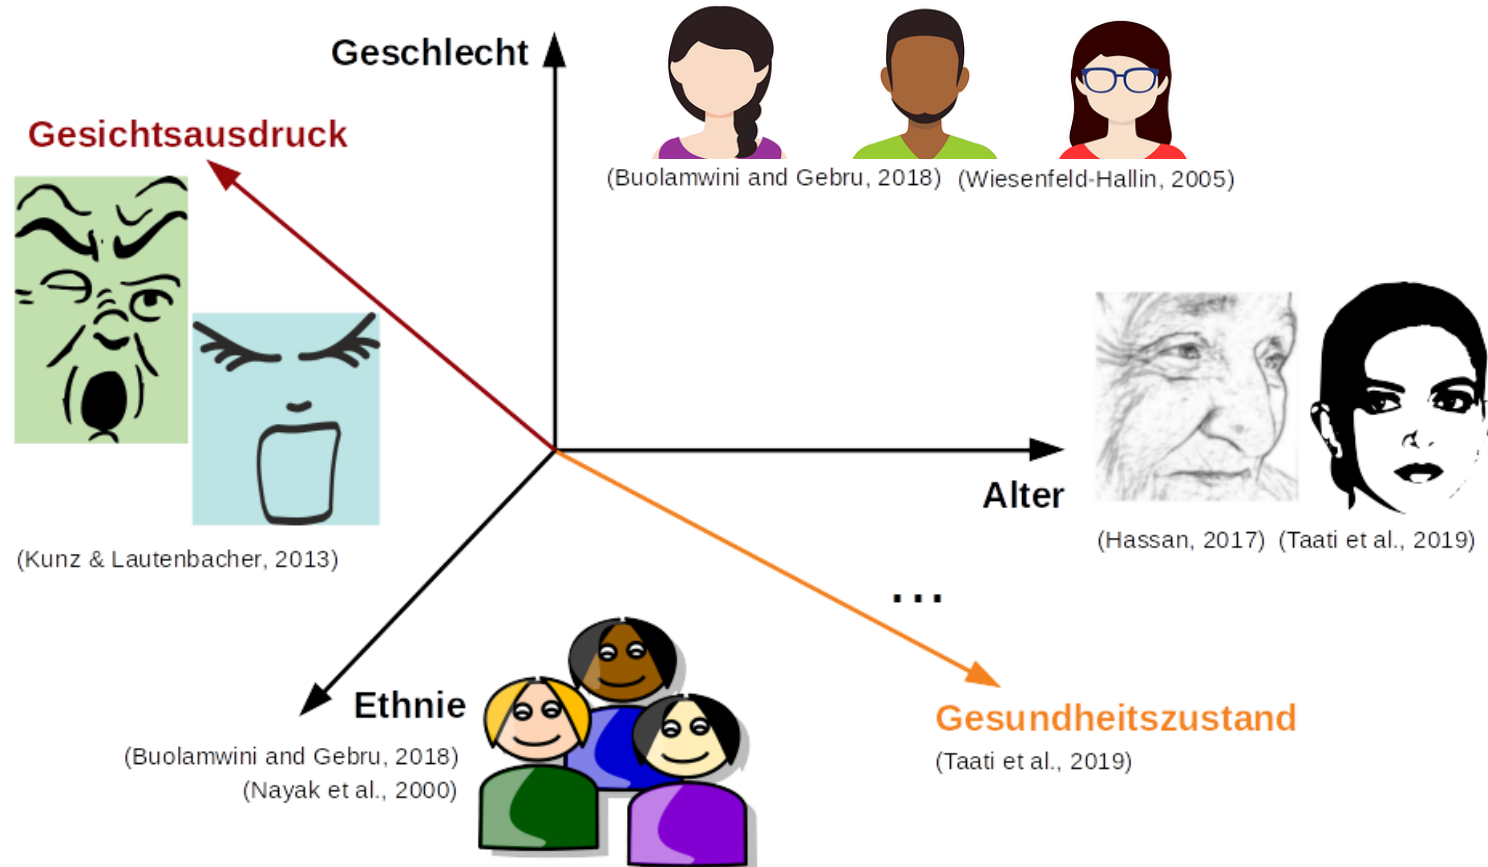 Geschlecht
(Buolamwini and Gebru, 2018) (Wiesenfeld-Hallin, 2005)
Gesichtsausdruck
(Kunz & Lautenbacher, 2013)
Alter
(Hassan, 2017) (Taati et al., 2019)
...
Ethnie
(Buolamwini and Gebru, 2018)
(Nayak et al., 2000)
Gesundheitszustand
(Taati et al., 2019)